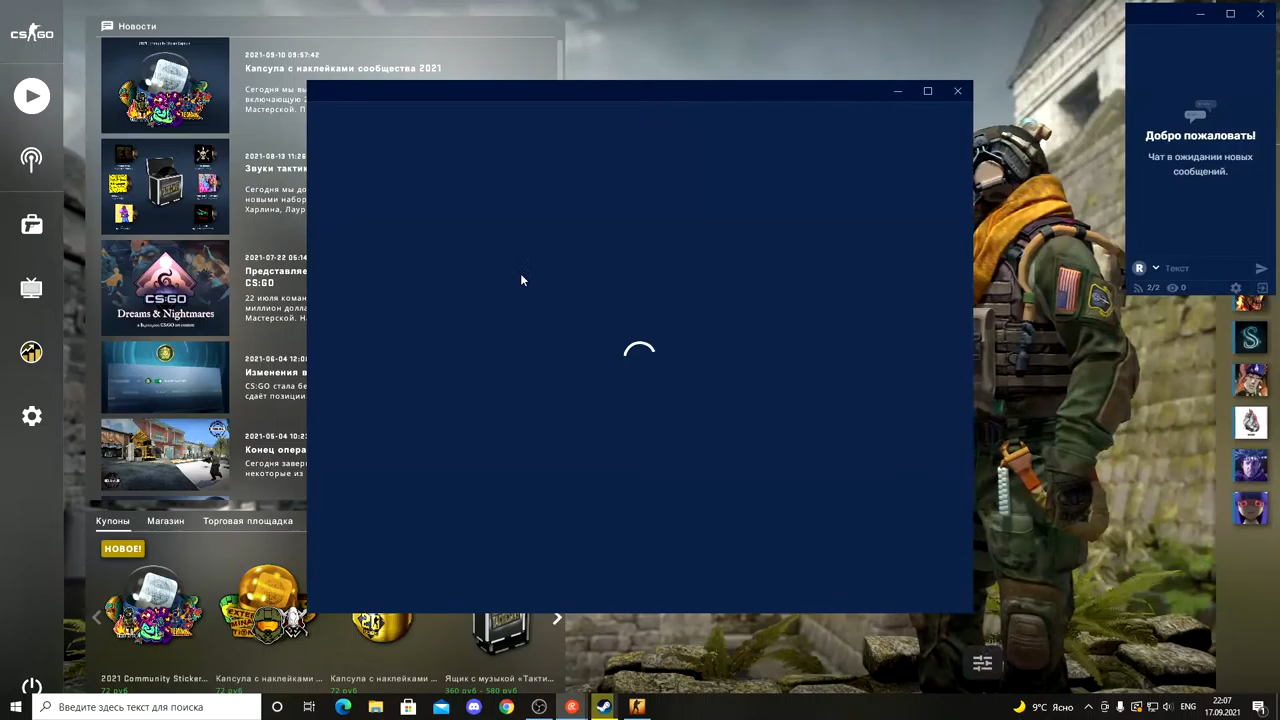 CS:GO
Новости
2021-09-10 09:57:42
Капсула с наклейками сообщества 2021
Сегодня мы вы
включающую 2
Мастерской. П
2021-08-13 11:26
Звуки тактик
Сегодня мы до
новыми набор
Харлина, Лаур
CS:GO
Dreams & Nightmares
2021-07-22 05:14
Представляе
CS:GO
22 июля коман
миллион долла
Мастерской. На
2021-06-04 12:08
Изменения в
CS:GO стала бе
сдаёт позици
2021-05-04 10:23
Конец опера
Сегодня завер
некоторые из
Купоны Магазин Торговая площадка
НОВОЕ!
2021 Community Sticker...
72 руб
Капсула с наклейками ...
72 руб
Капсула с наклейками ...
72 руб
Ящик с музыкой «Такти...
360 руб - 580 руб
Добро пожаловать!
Чат в ожидании новых
сообщений.
R Текст
2/2 0
Введите здесь текст для поиска
9°C Ясно
22:07
17.09.2021
1